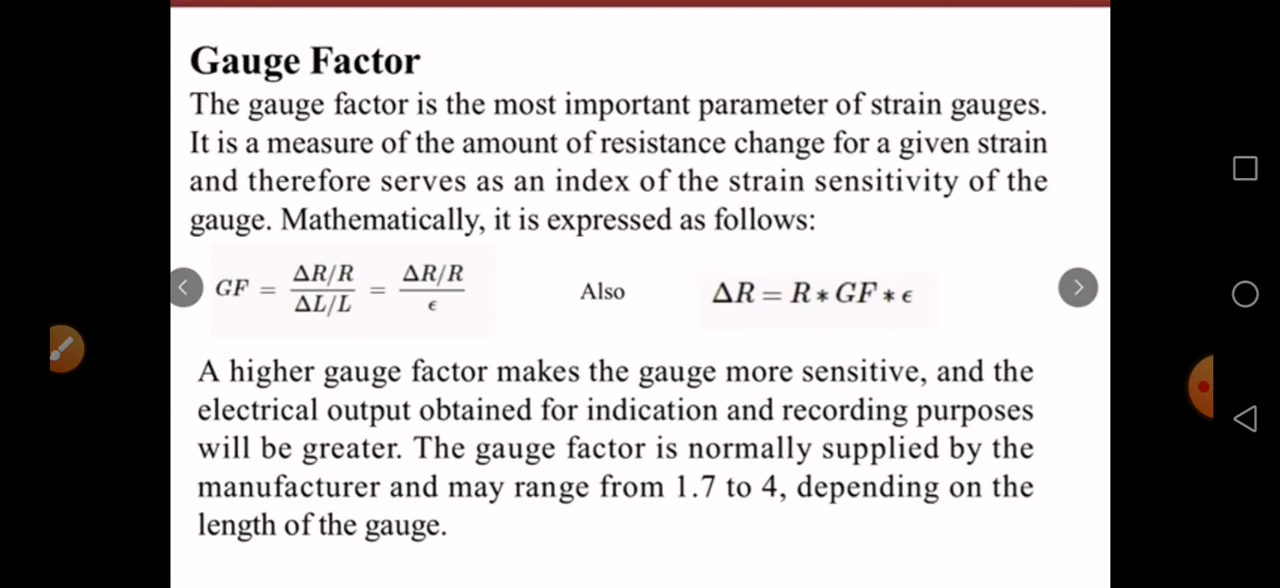 Gauge Factor
The gauge factor is the most important parameter of strain gauges.
It is a measure of the amount of resistance change for a given strain
and therefore serves as an index of the strain sensitivity of the
gauge. Mathematically, it is expressed as follows:
GF = ΔR/R / ΔL/L = ΔR/R / ϵ Also ΔR = R * GF * ϵ
A higher gauge factor makes the gauge more sensitive, and the
electrical output obtained for indication and recording purposes
will be greater. The gauge factor is normally supplied by the
manufacturer and may range from 1.7 to 4, depending on the
length of the gauge.